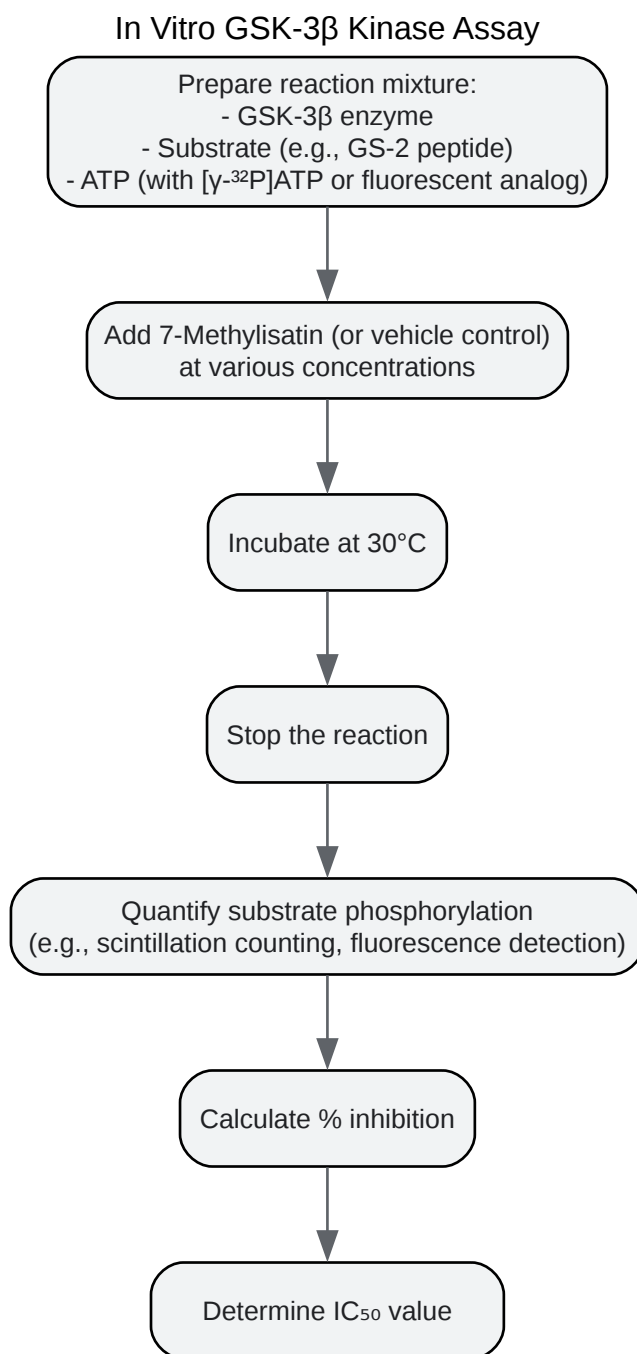 In Vitro GSK-3β Kinase Assay
Prepare reaction mixture:
- GSK-3β enzyme
- Substrate (e.g., GS-2 peptide)
- ATP (with [γ-³²P]ATP or fluorescent analog)
Add 7-Methylisatin (or vehicle control)
at various concentrations
Incubate at 30°C
Stop the reaction
Quantify substrate phosphorylation
(e.g., scintillation counting, fluorescence detection)
Calculate % inhibition
Determine IC₅₀ value